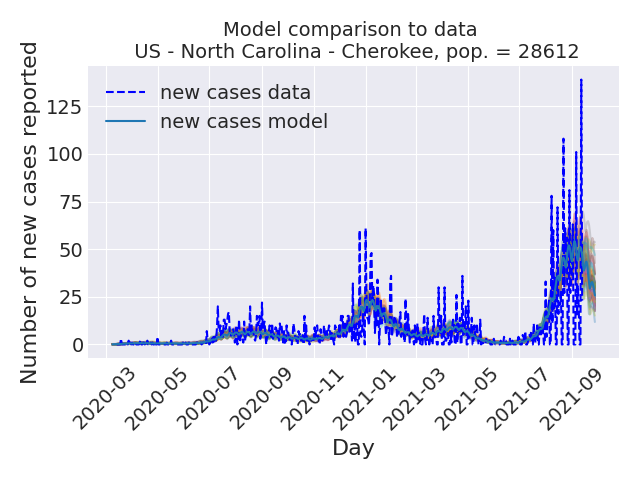 Model comparison to data
US - North Carolina - Cherokee, pop. = 28612
new cases data
new cases model
Number of new cases reported
125
100
75
50
25
0
2020-03
2020-05
2020-07
2020-09
2020-11
2021-01
2021-03
2021-05
2021-07
2021-09
Day